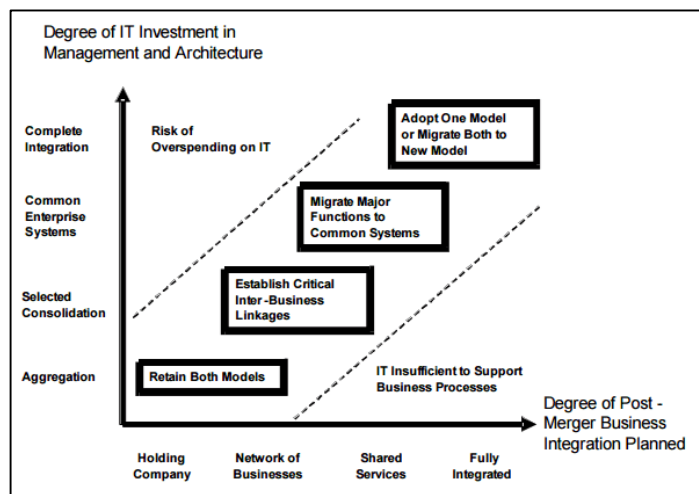 Degree of IT Investment in
Management and Architecture
Complete
Integration
Risk of
Overspending on IT
Adopt One Model
or Migrate Both to
New Model
Common
Enterprise
Systems
Migrate Major
Functions to
Common Systems
Selected
Consolidation
Establish Critical
Inter -Business
Linkages
Aggregation
Retain Both Models
IT Insufficient to Support
Business Processes
Degree of Post -
Merger Business
Integration Planned
Holding
Company
Network of
Businesses
Shared
Services
Fully
Integrated